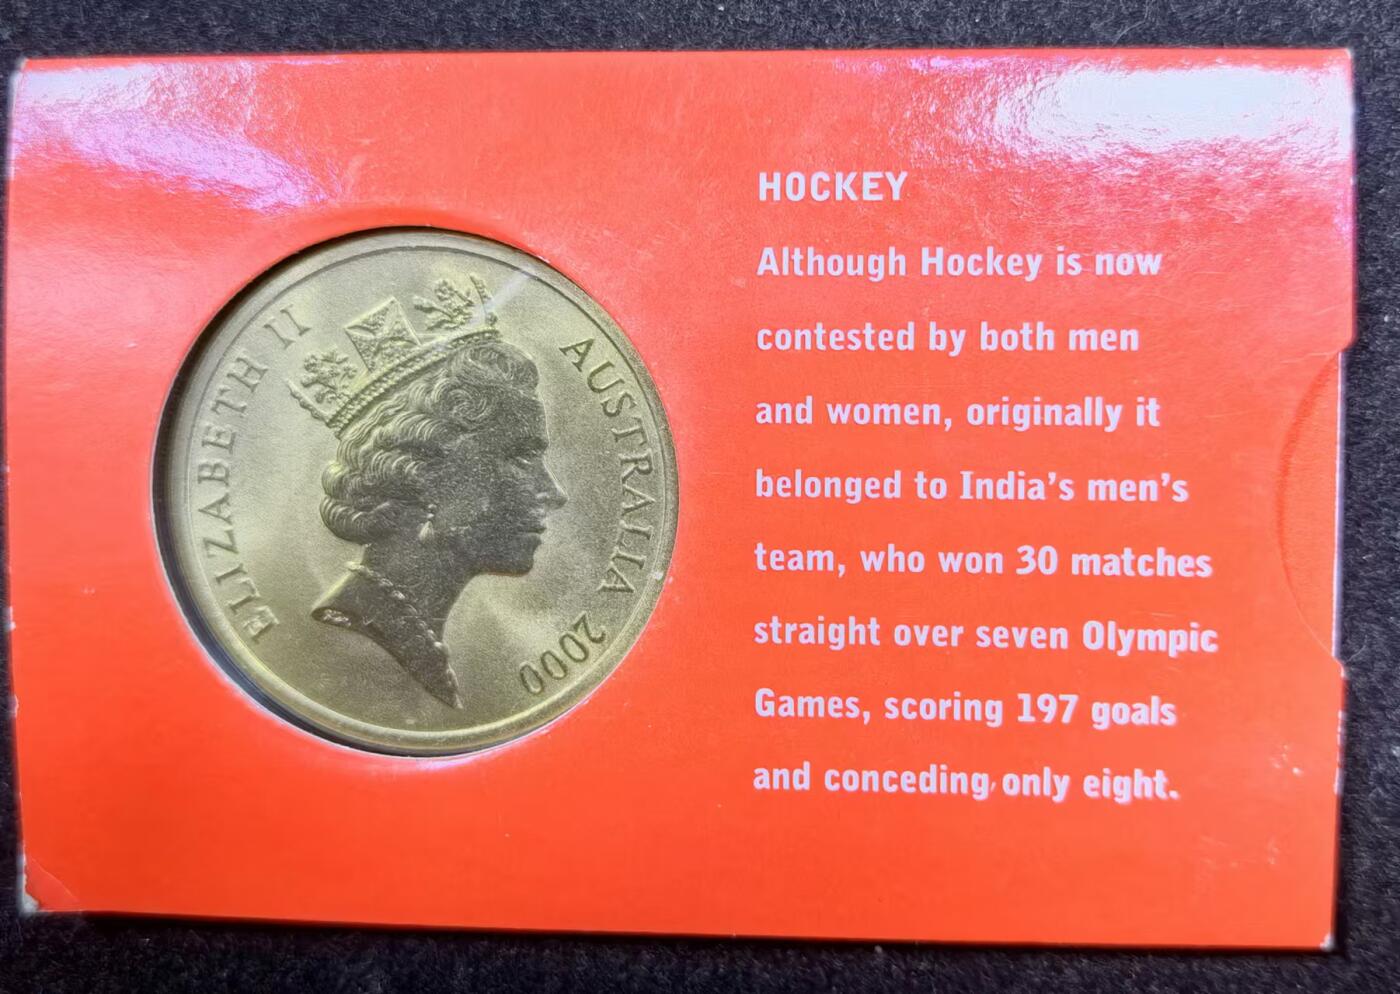 ELIZABETH II
AUSTRALIA 2000
HOCKEY
Although Hockey is now
contested by both men
and women, originally it
belonged to India's men's
team, who won 30 matches
straight over seven Olympic
Games, scoring 197 goals
and conceding only eight.